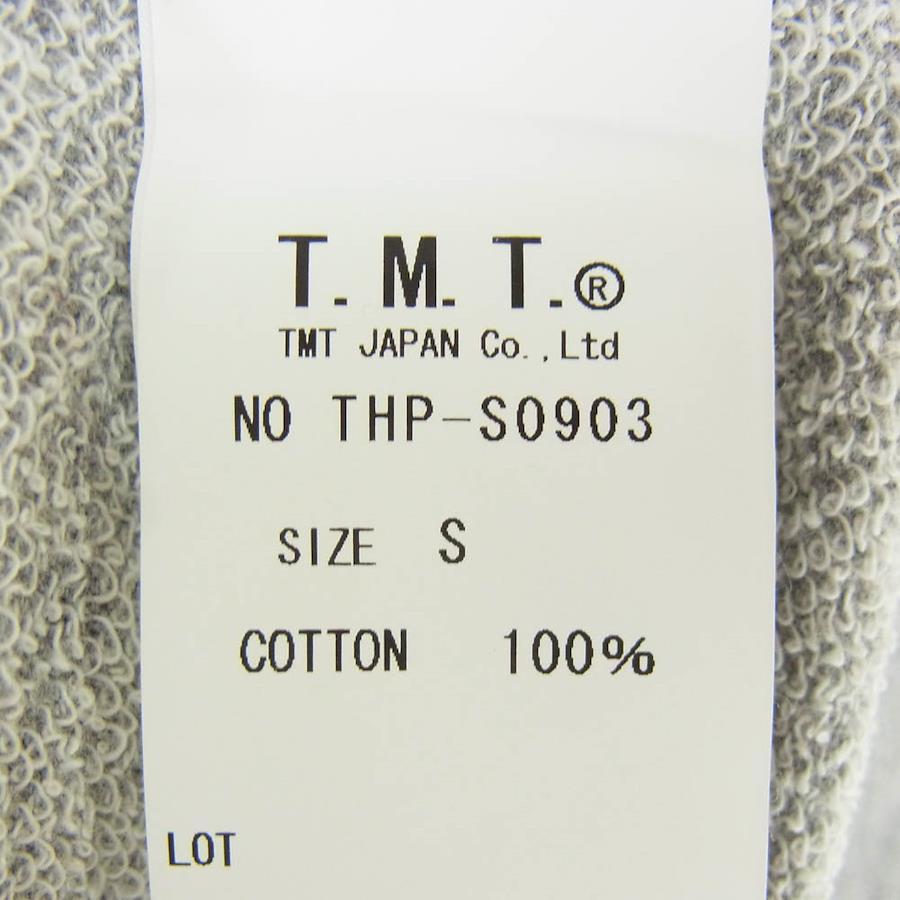 T. M. T.®
TMT JAPAN Co.,Ltd
NO THP-S0903
SIZE S
COTTON 100%
LOT